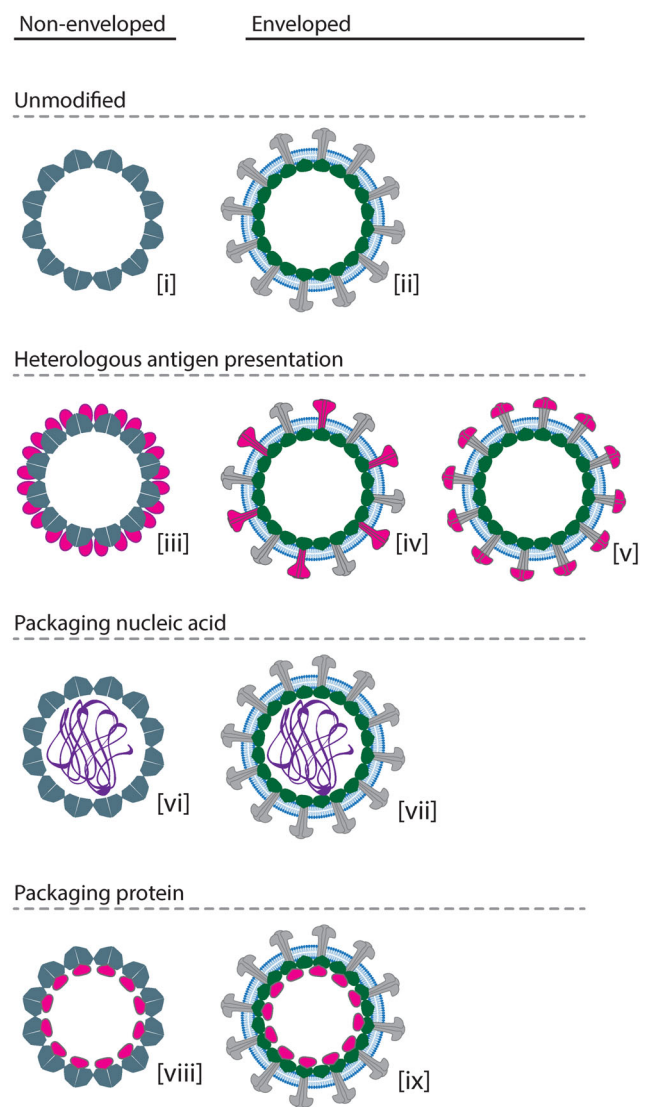 Non-enveloped
Enveloped
Unmodified
[i]
[ii]
Heterologous antigen presentation
[iii]
[iv]
[v]
Packaging nucleic acid
[vi]
[vii]
Packaging protein
[viii]
[ix]